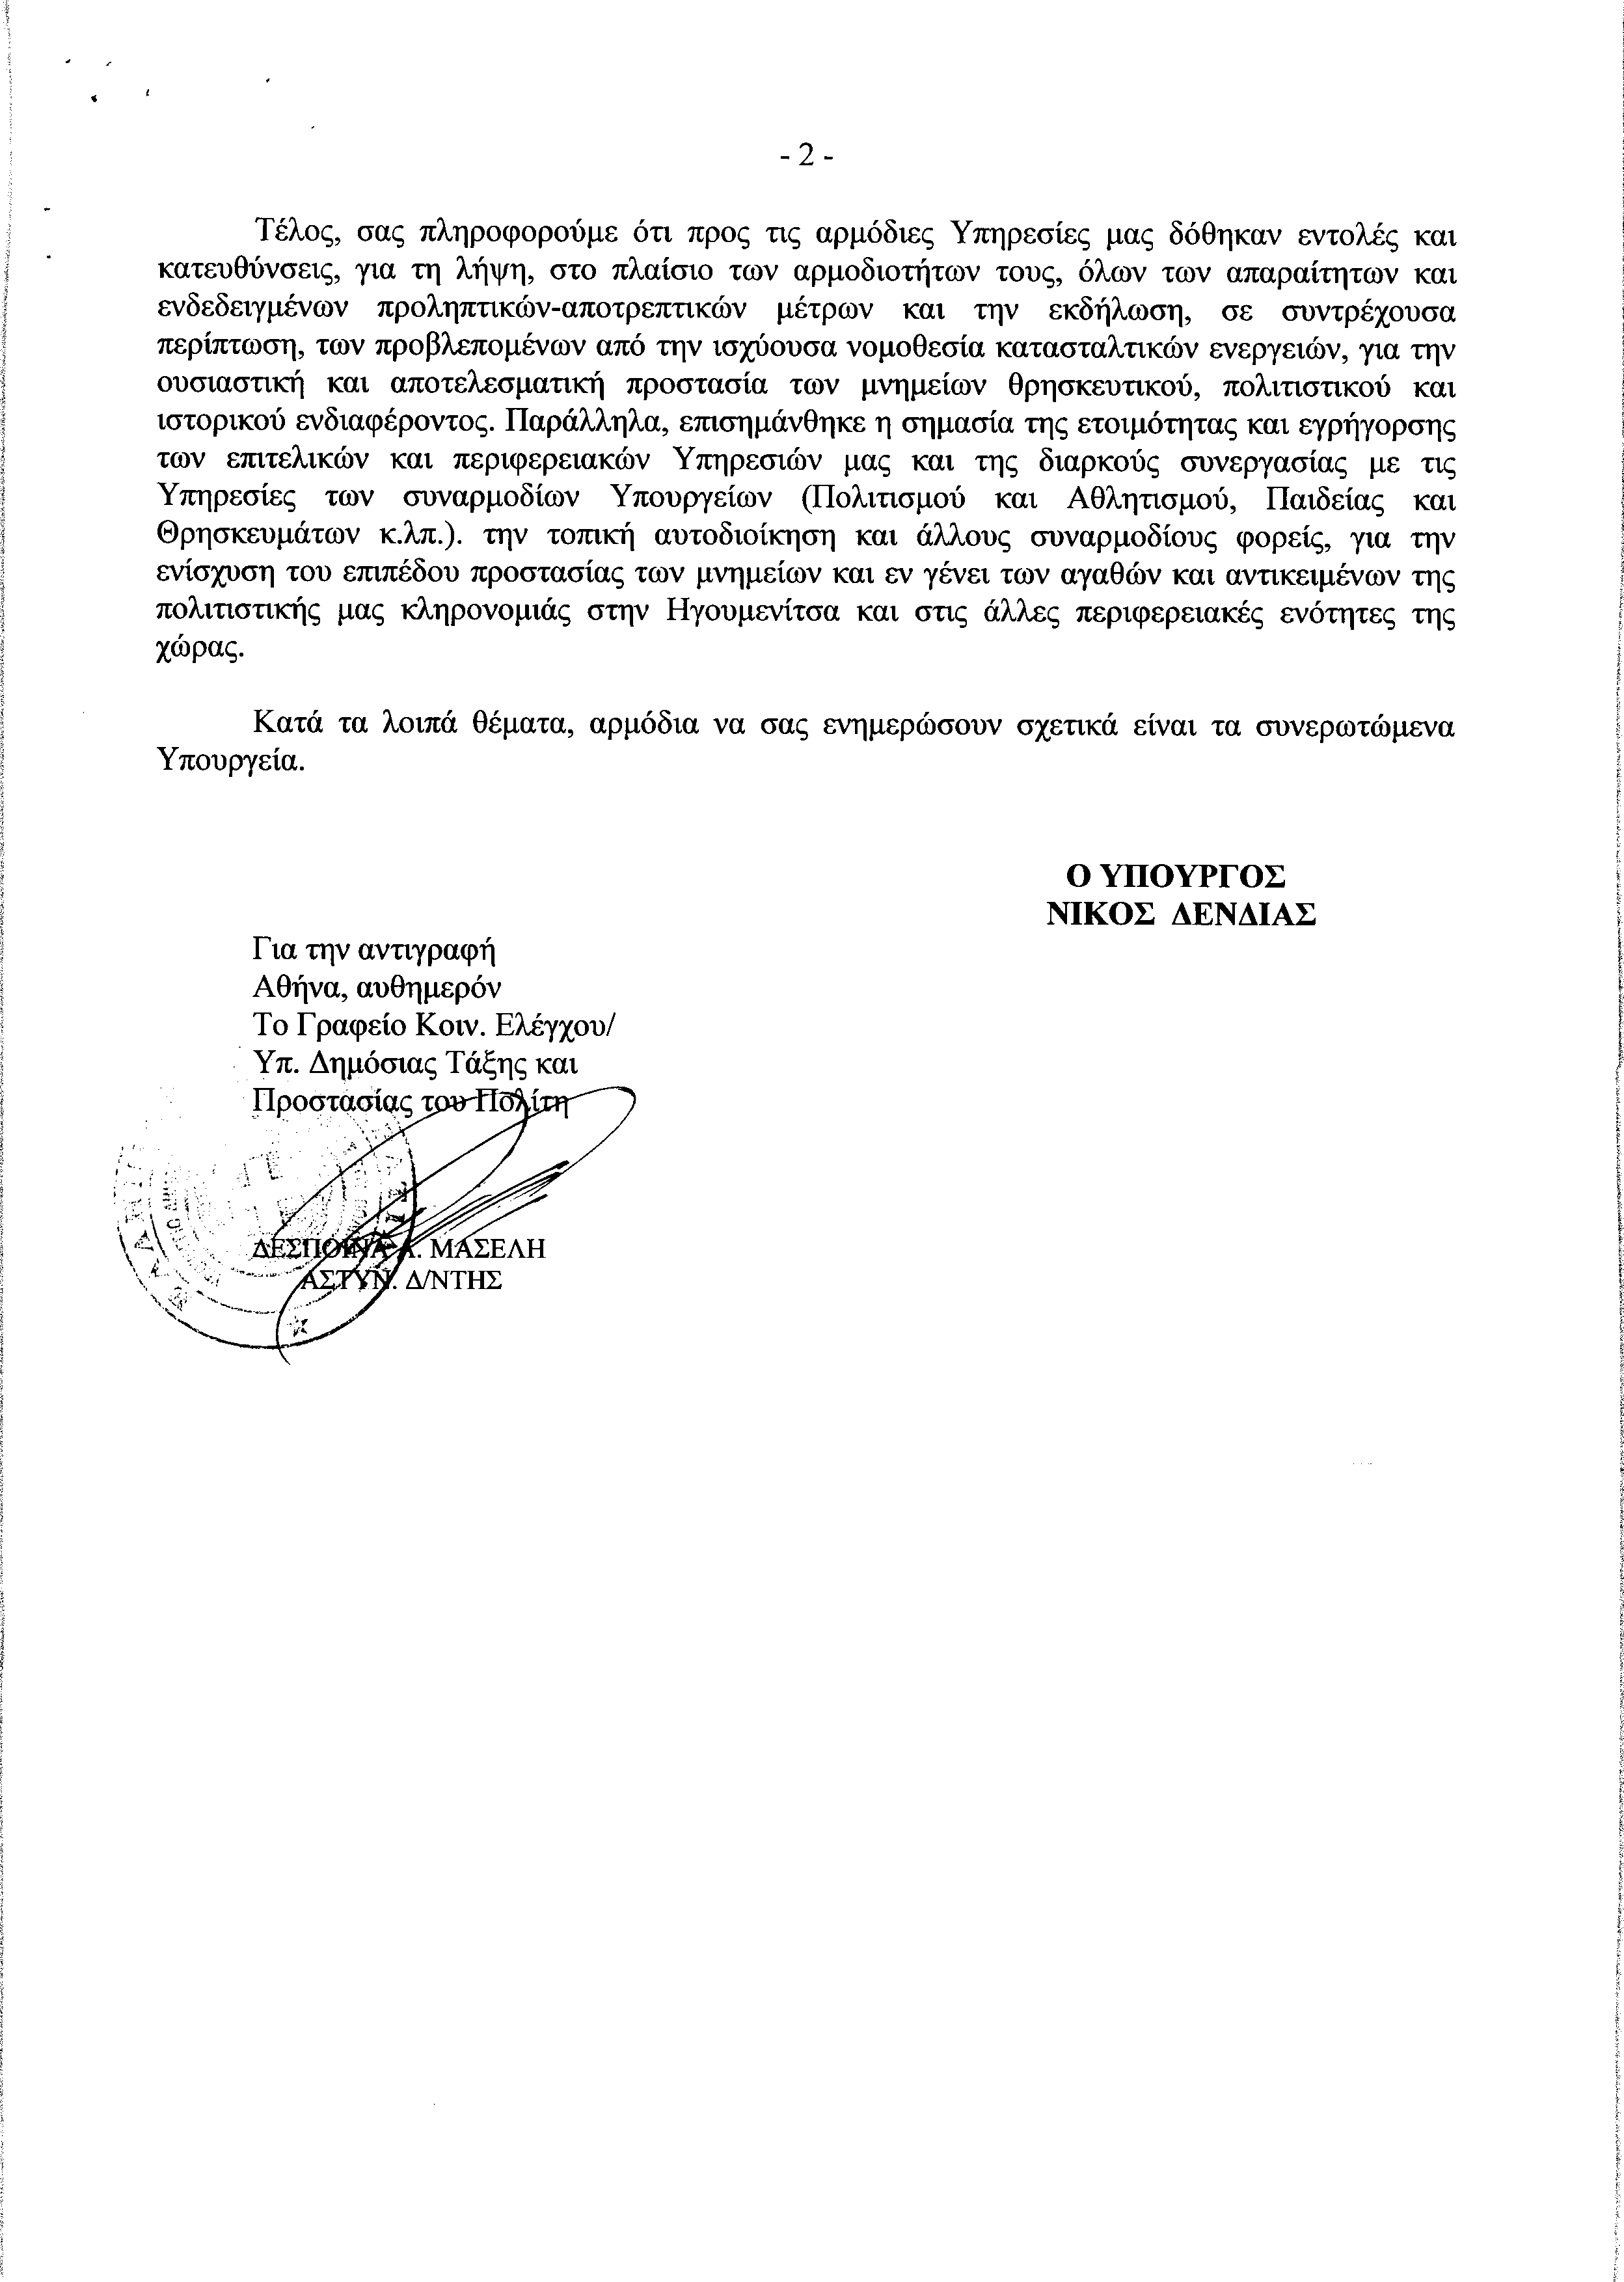 - 2 -
Τέλος, σας πληροφορούμε ότι προς τις αρμόδιες Υπηρεσίες μας δόθηκαν εντολές και
κατευθύνσεις, για τη λήψη, στο πλαίσιο των αρμοδιοτήτων τους, όλων των απαραίτητων και
ενδεδειγμένων προληπτικών-αποτρεπτικών μέτρων και την εκδήλωση, σε συντρέχουσα
περίπτωση, των προβλεπομένων από την ισχύουσα νομοθεσία κατασταλτικών ενεργειών, για την
ουσιαστική και αποτελεσματική προστασία των μνημείων θρησκευτικού, πολιτιστικού και
ιστορικού ενδιαφέροντος. Παράλληλα, επισημάνθηκε η σημασία της ετοιμότητας και εγρήγορσης
των επιτελικών και περιφερειακών Υπηρεσιών μας και της διαρκούς συνεργασίας με τις
Υπηρεσίες των συναρμοδίων Υπουργείων (Πολιτισμού και Αθλητισμού, Παιδείας και
Θρησκευμάτων κ.λπ.). την τοπική αυτοδιοίκηση και άλλους συναρμοδίους φορείς, για την
ενίσχυση του επιπέδου προστασίας των μνημείων και εν γένει των αγαθών και αντικειμένων της
πολιτιστικής μας κληρονομιάς στην Ηγουμενίτσα και στις άλλες περιφερειακές ενότητες της
χώρας.
Κατά τα λοιπά θέματα, αρμόδια να σας ενημερώσουν σχετικά είναι τα συνερωτώμενα
Υπουργεία.
Ο ΥΠΟΥΡΓΟΣ
ΝΙΚΟΣ ΔΕΝΔΙΑΣ
Για την αντιγραφή
Αθήνα, αυθημερόν
Το Γραφείο Κοιν. Ελέγχου/
Υπ. Δημόσιας Τάξης και
Προστασίας του Πολίτη
ΔΕΣΠΟΙΝΑ Α. ΜΑΣΕΛΗ
ΑΣΤΥΝ. Δ/ΝΤΗΣ